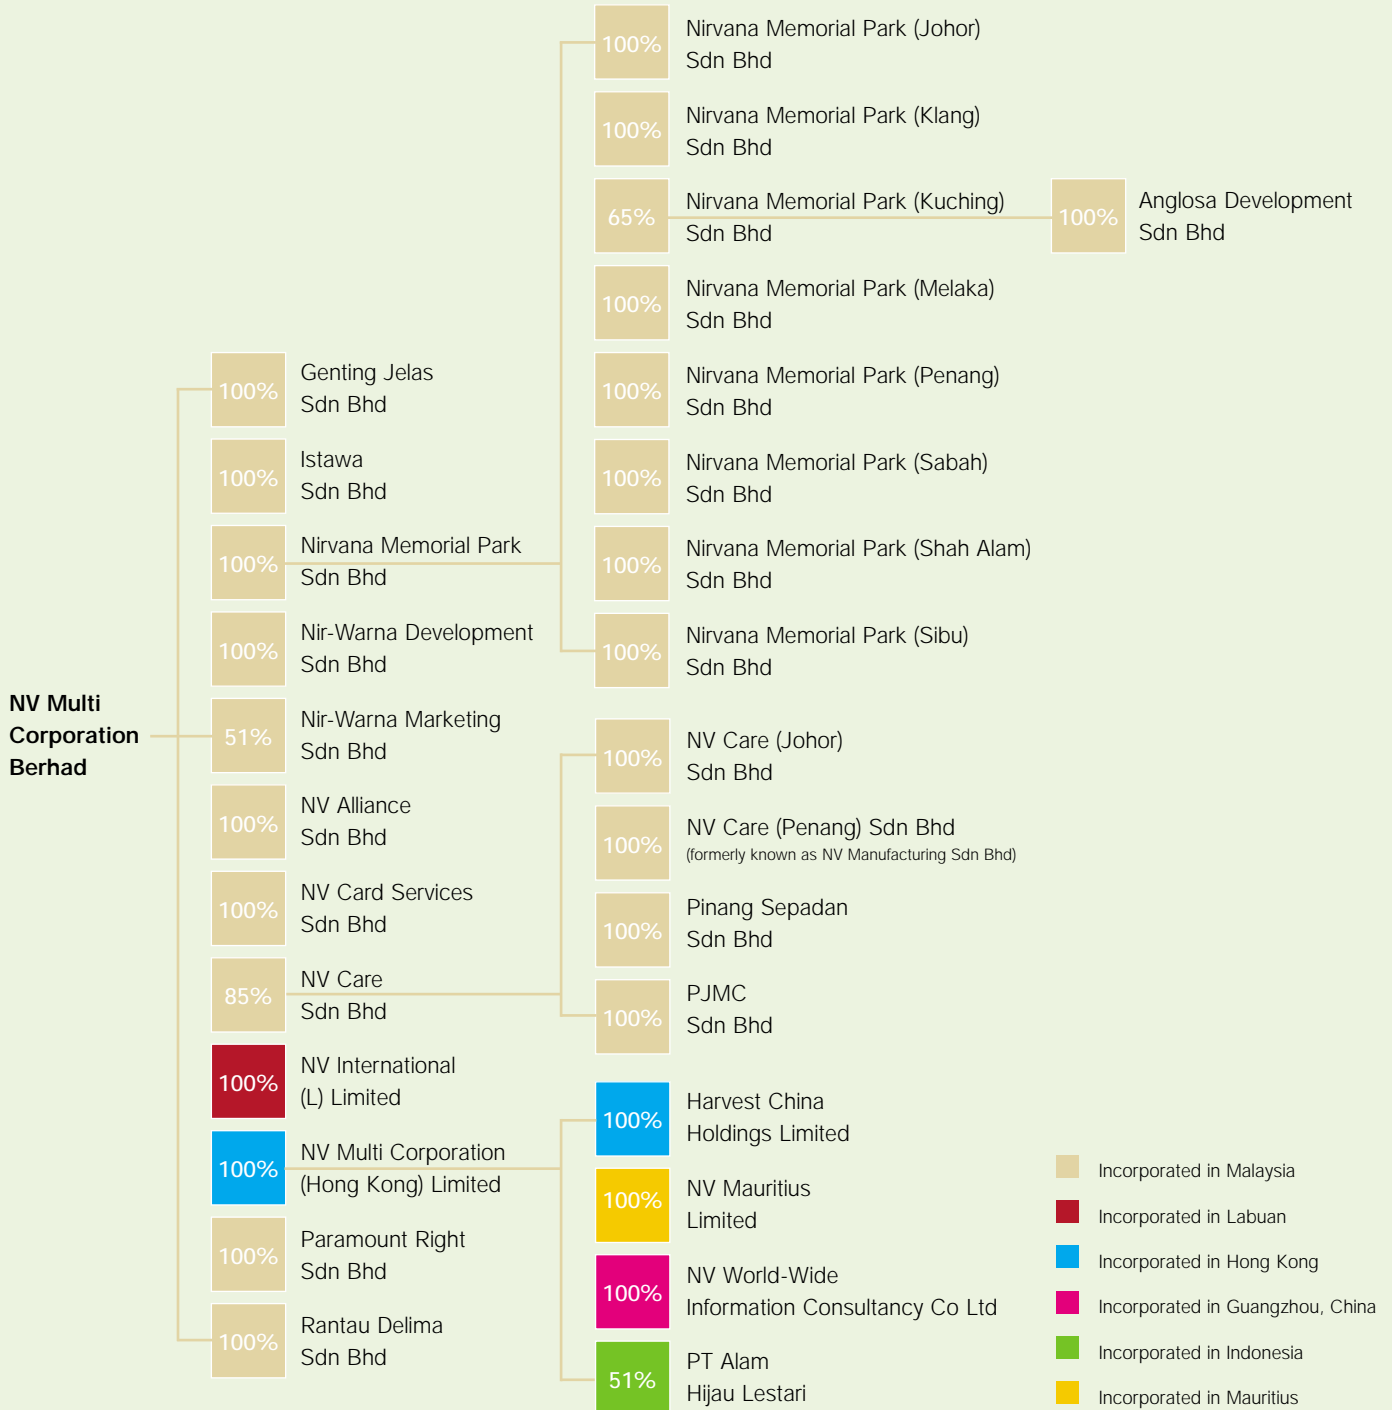 NV Multi
Corporation
Berhad
100%
Genting Jelas
Sdn Bhd
100%
Istawa
Sdn Bhd
100%
Nirvana Memorial Park
Sdn Bhd
100%
Nir-Warna Development
Sdn Bhd
51%
Nir-Warna Marketing
Sdn Bhd
100%
NV Alliance
Sdn Bhd
100%
NV Card Services
Sdn Bhd
85%
NV Care
Sdn Bhd
100%
NV International
(L) Limited
100%
NV Multi Corporation
(Hong Kong) Limited
100%
Paramount Right
Sdn Bhd
100%
Rantau Delima
Sdn Bhd
100%
Nirvana Memorial Park (Johor)
Sdn Bhd
100%
Nirvana Memorial Park (Klang)
Sdn Bhd
65%
Nirvana Memorial Park (Kuching)
Sdn Bhd
100%
Anglosa Development
Sdn Bhd
100%
Nirvana Memorial Park (Melaka)
Sdn Bhd
100%
Nirvana Memorial Park (Penang)
Sdn Bhd
100%
Nirvana Memorial Park (Sabah)
Sdn Bhd
100%
Nirvana Memorial Park (Shah Alam)
Sdn Bhd
100%
Nirvana Memorial Park (Sibu)
Sdn Bhd
100%
NV Care (Johor)
Sdn Bhd
100%
NV Care (Penang) Sdn Bhd
(formerly known as NV Manufacturing Sdn Bhd)
100%
Pinang Sepadan
Sdn Bhd
100%
PJMC
Sdn Bhd
100%
Harvest China
Holdings Limited
100%
NV Mauritius
Limited
100%
NV World-Wide
Information Consultancy Co Ltd
51%
PT Alam
Hijau Lestari
Incorporated in Malaysia
Incorporated in Labuan
Incorporated in Hong Kong
Incorporated in Guangzhou, China
Incorporated in Indonesia
Incorporated in Mauritius